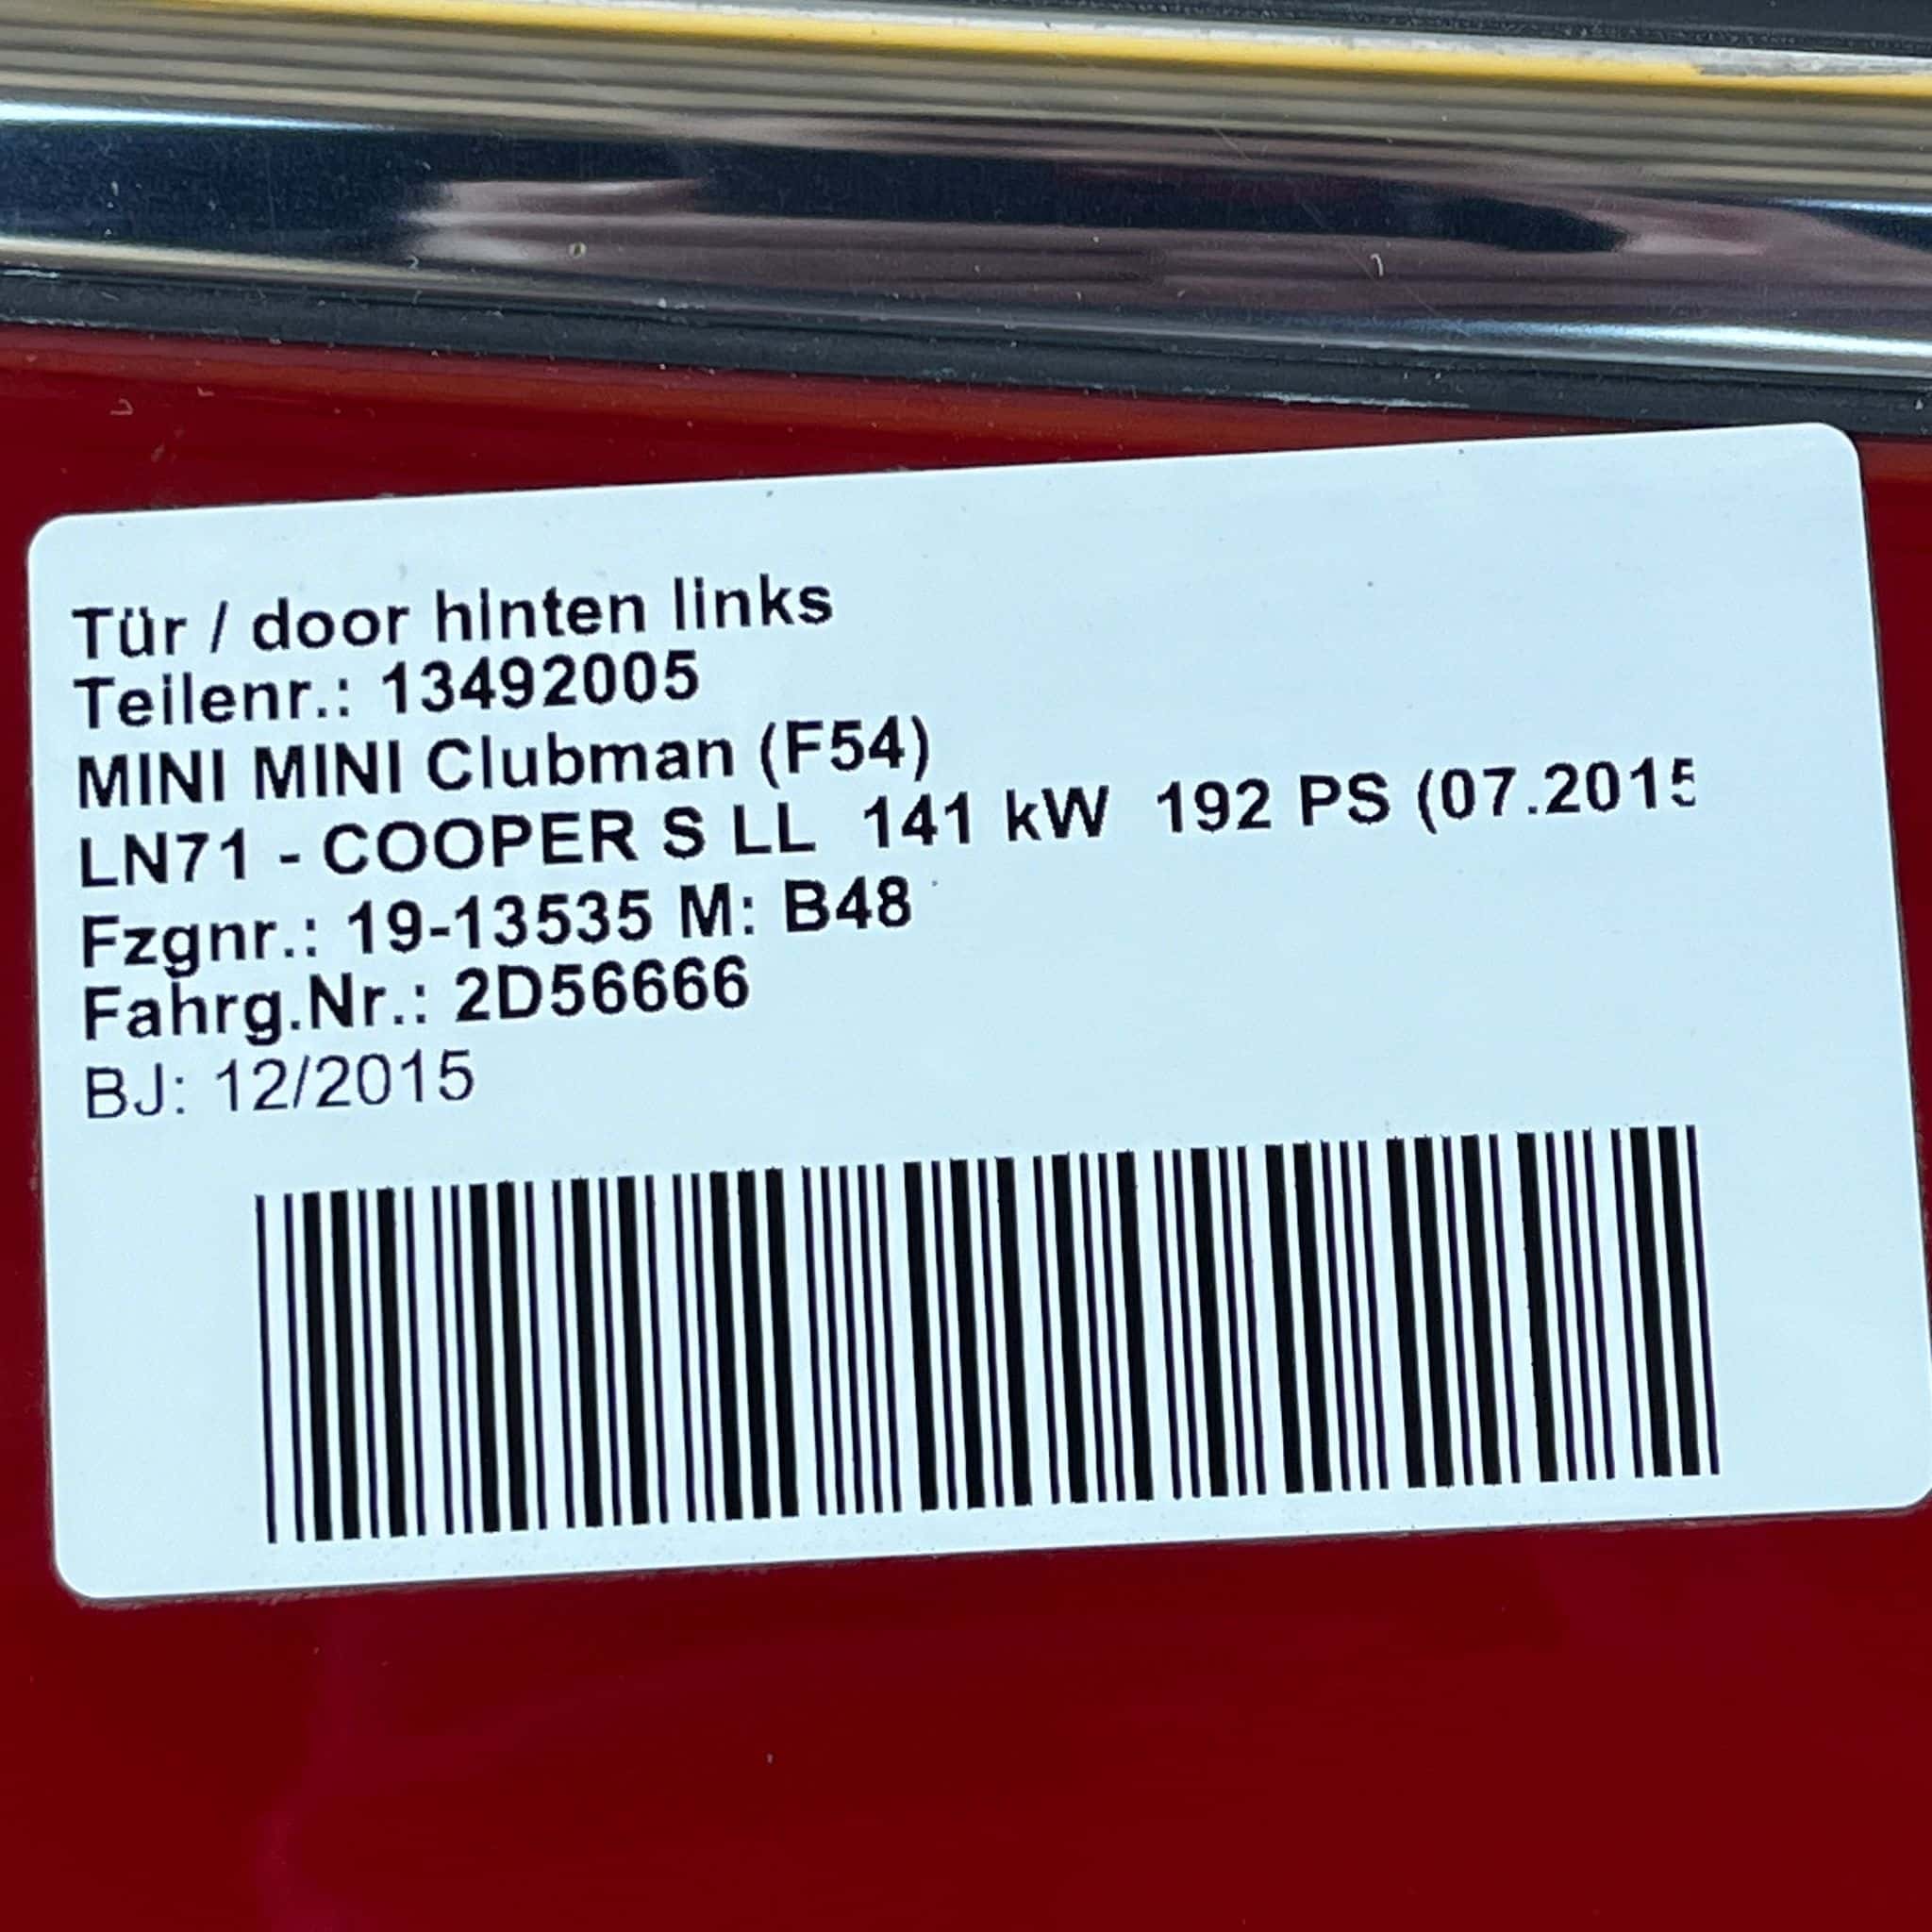 Tür / door hinten links
Teilenr.: 13492005
MINI MINI Clubman (F54)
LN71 - COOPER S LL 141 kW 192 PS (07.2015
Fzgnr.: 19-13535 M: B48
Fahrg.Nr.: 2D56666
BJ: 12/2015